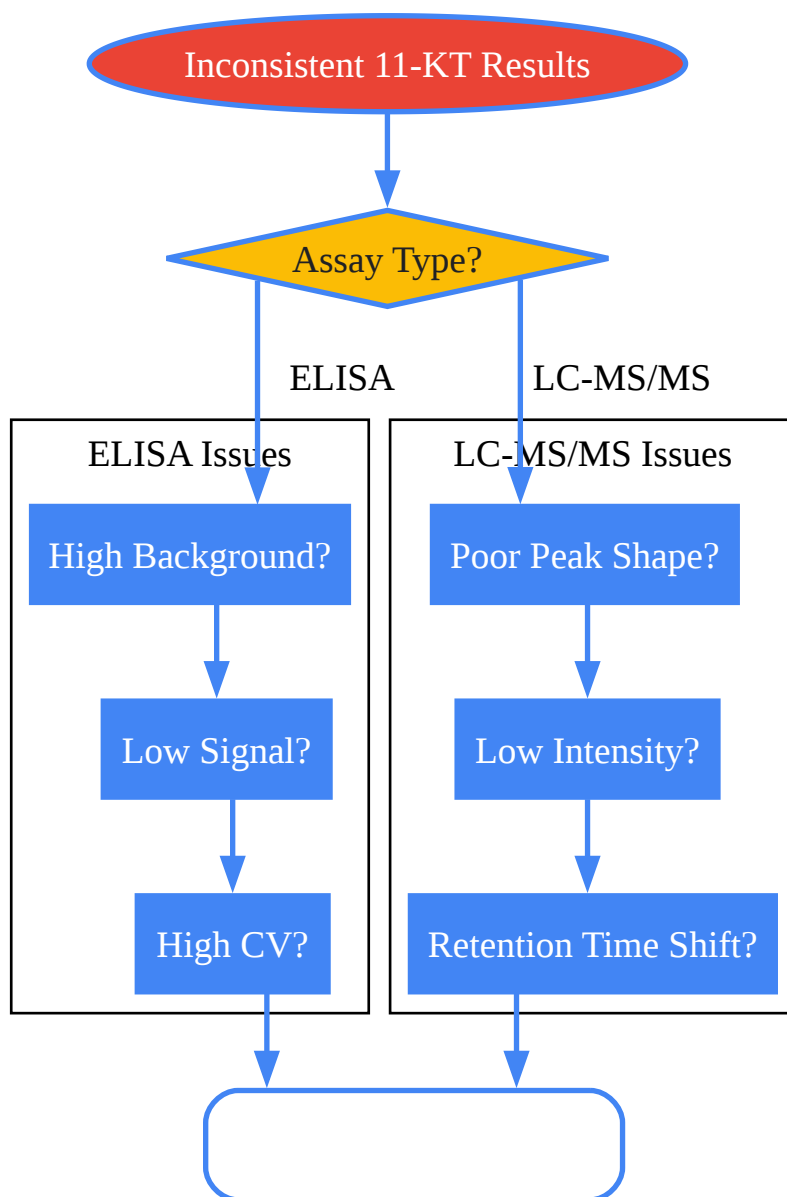 Inconsistent 11-KT Results
Assay Type?
ELISA
LC-MS/MS
ELISA Issues
LC-MS/MS Issues
High Background?
Poor Peak Shape?
Low Signal?
Low Intensity?
High CV?
Retention Time Shift?